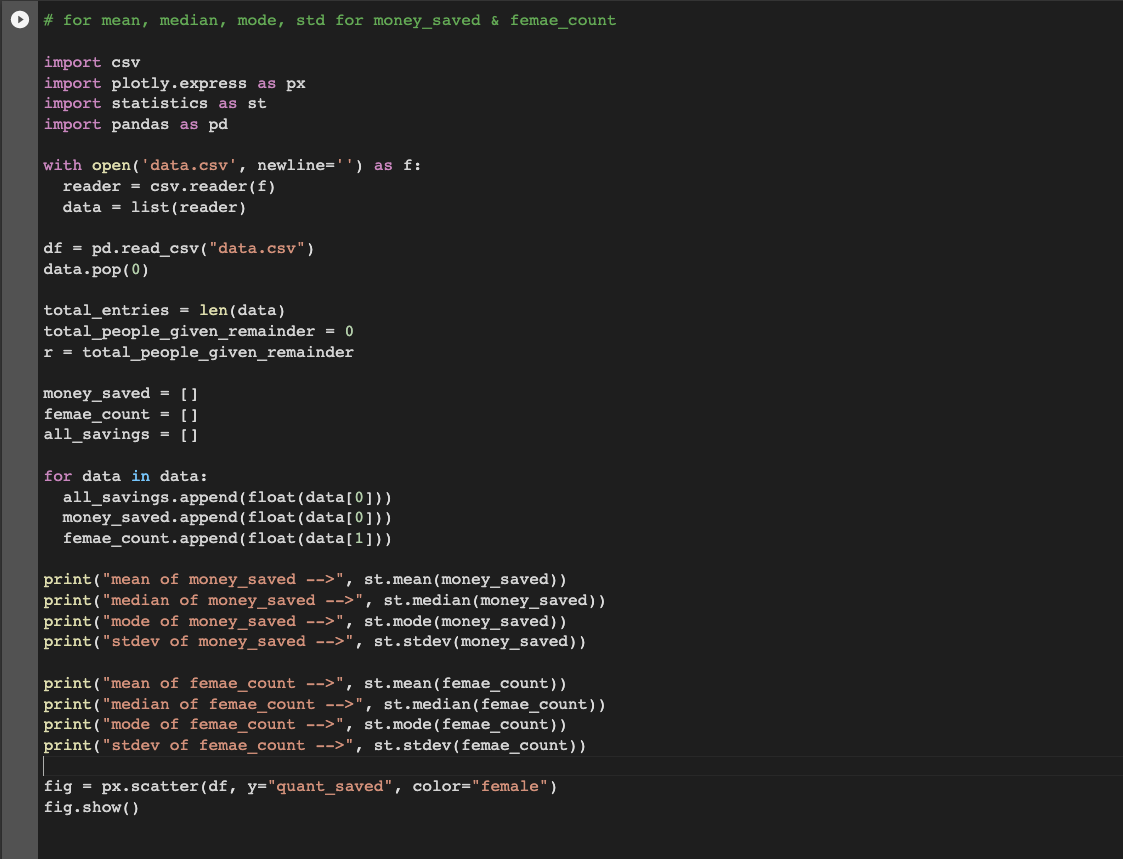 # for mean, median, mode, std for money_saved & femae_count
import csv
import plotly.express as px
import statistics as st
import pandas as pd
with open('data.csv', newline='') as f:
  reader = csv.reader(f)
  data = list(reader)
df = pd.read_csv("data.csv")
data.pop(0)
total_entries = len(data)
total_people_given_remainder = 0
r = total_people_given_remainder
money_saved = []
femae_count = []
all_savings = []
for data in data:
  all_savings.append(float(data[0]))
  money_saved.append(float(data[0]))
  femae_count.append(float(data[1]))
print("mean of money_saved -->", st.mean(money_saved))
print("median of money_saved -->", st.median(money_saved))
print("mode of money_saved -->", st.mode(money_saved))
print("stdev of money_saved -->", st.stdev(money_saved))
print("mean of femae_count -->", st.mean(femae_count))
print("median of femae_count -->", st.median(femae_count))
print("mode of femae_count -->", st.mode(femae_count))
print("stdev of femae_count -->", st.stdev(femae_count))
fig = px.scatter(df, y="quant_saved", color="female")
fig.show()